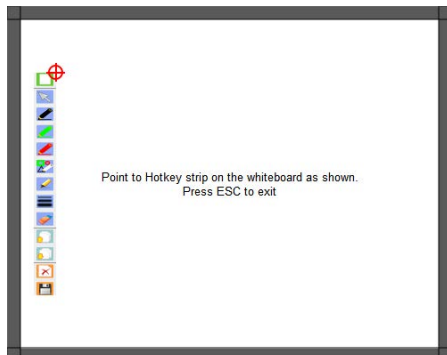 Point to Hotkey strip on the whiteboard as shown.
Press ESC to exit